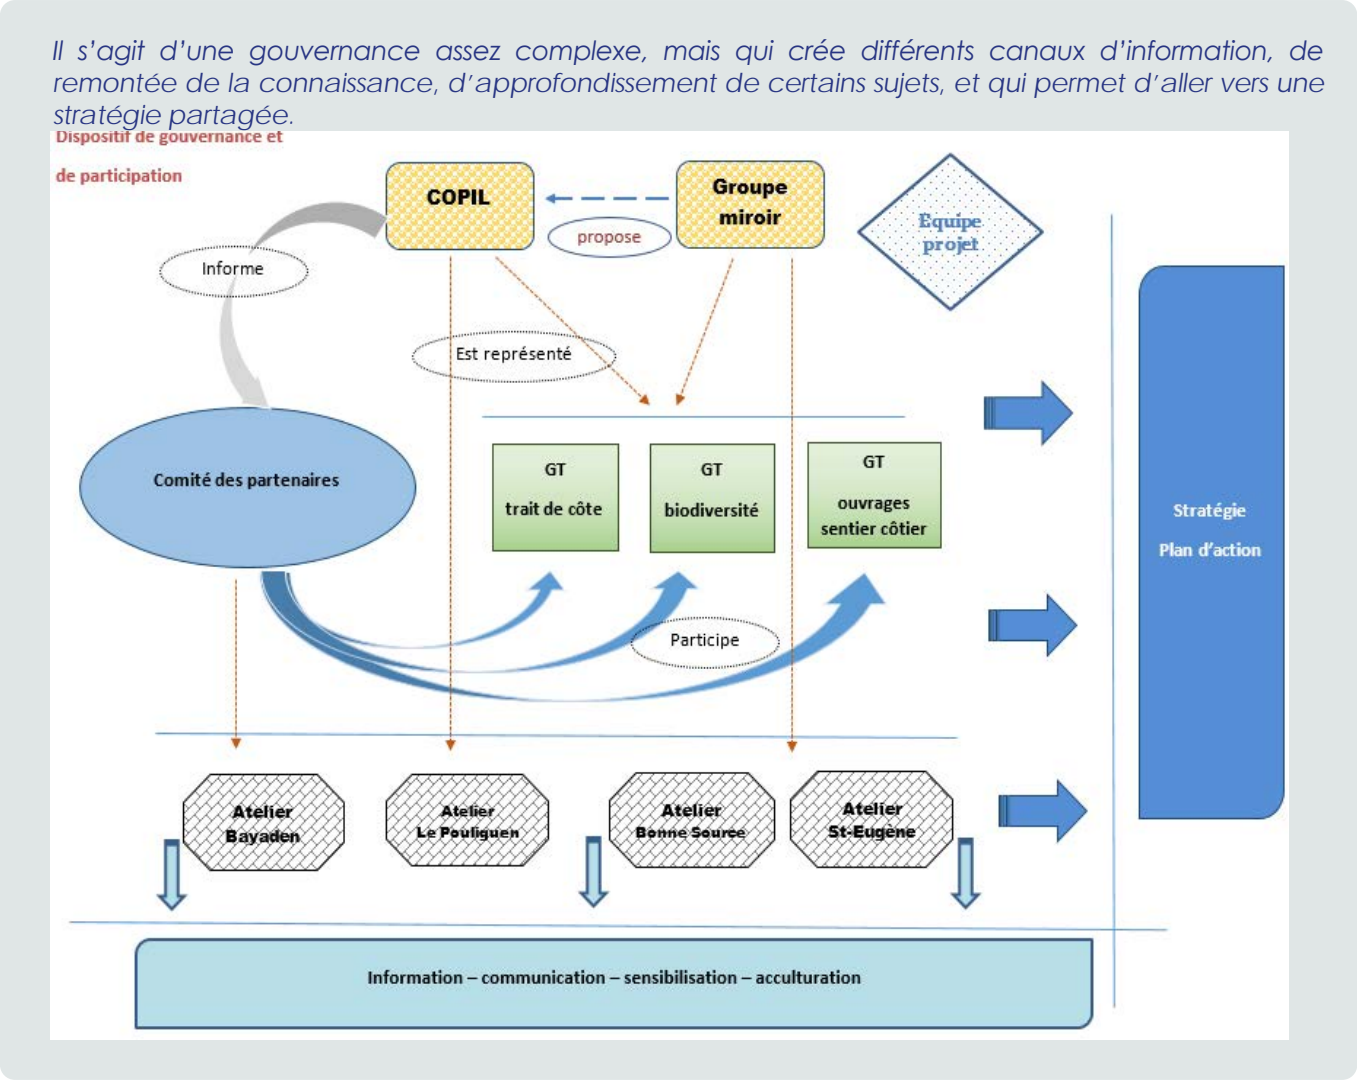 Il s’agit d’une gouvernance assez complexe, mais qui crée différents canaux d’information, de
remontée de la connaissance, d’approfondissement de certains sujets, et qui permet d’aller vers une
stratégie partagée.
Dispositif de gouvernance et
de participation
COPIL
Groupe
miroir
propose
Equipe
projet
Informe
Est représenté
Comité des partenaires
GT
trait de côte
GT
biodiversité
GT
ouvrages
sentier côtier
Stratégie
Plan d’action
Participe
Atelier
Bayaden
Atelier
Le Pouliguen
Atelier
Bonne Source
Atelier
St-Eugène
Information – communication – sensibilisation – acculturation